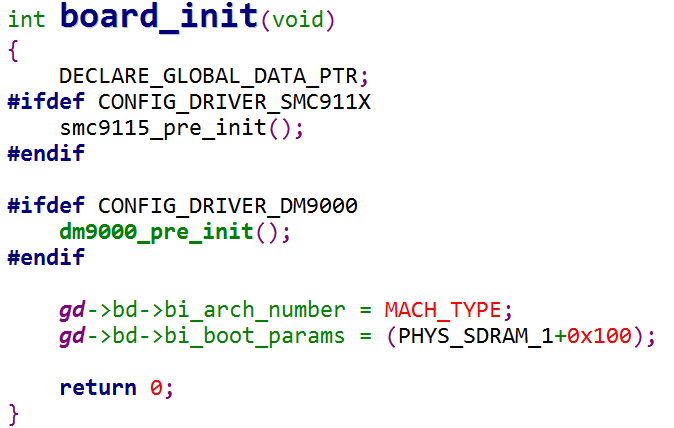 int board_init(void)
{
    DECLARE_GLOBAL_DATA_PTR;
#ifdef CONFIG_DRIVER_SMC911X
    smc9115_pre_init();
#endif

#ifdef CONFIG_DRIVER_DM9000
    dm9000_pre_init();
#endif

    gd->bd->bi_arch_number = MACH_TYPE;
    gd->bd->bi_boot_params = (PHYS_SDRAM_1+0x100);

    return 0;
}